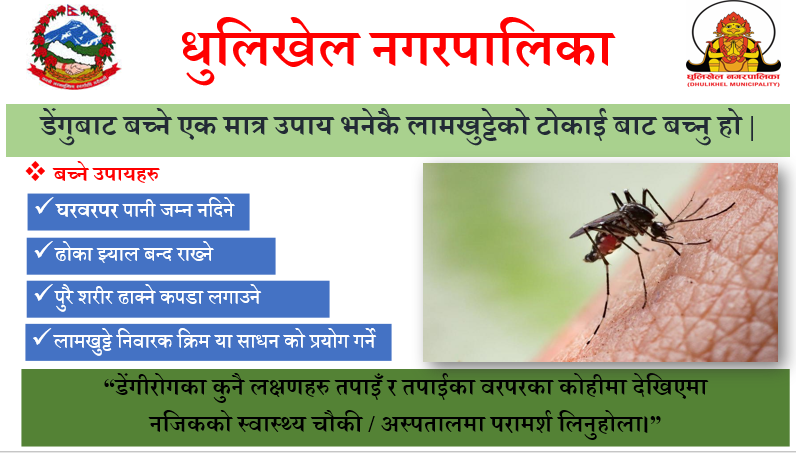 धुलिखेल नगरपालिका
धुलिखेल नगरपालिका
(DHULIKHEL MUNICIPALITY)
डेंगुबाट बच्ने एक मात्र उपाय भनेकै लामखुट्टेको टोकाई बाट बच्नु हो |
❖ बच्ने उपायहरु
✓ घरवरपर पानी जम्न नदिने
✓ ढोका झ्याल बन्द राख्ने
✓ पुरै शरीर ढाक्ने कपडा लगाउने
✓ लामखुट्टे निवारक क्रिम या साधन को प्रयोग गर्ने
“डेंगीरोगका कुनै लक्षणहरु तपाइँ र तपाईका वरपरका कोहीमा देखिएमा
नजिकको स्वास्थ्य चौकी / अस्पतालमा परामर्श लिनुहोला।”